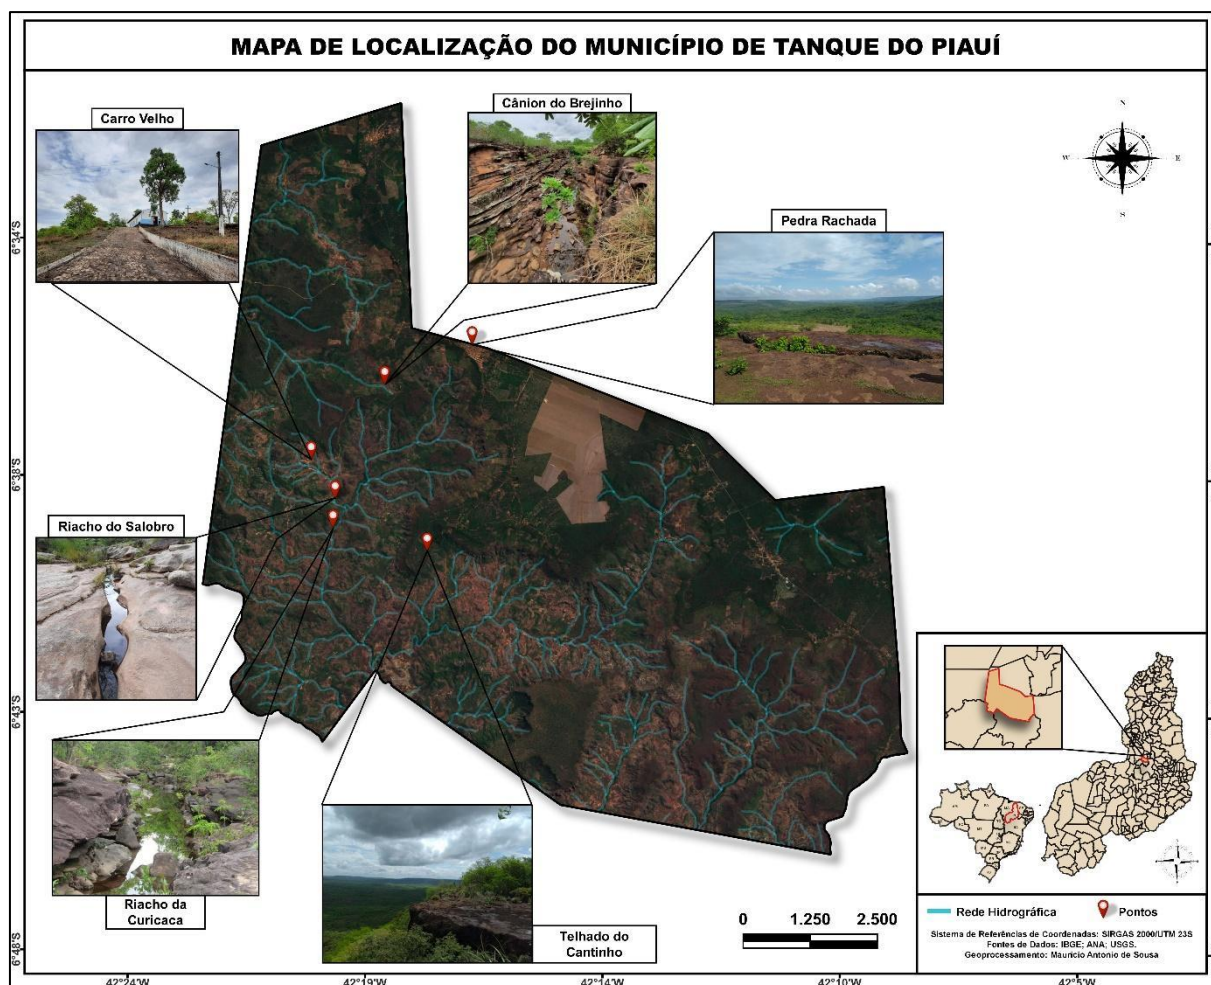 MAPA DE LOCALIZAÇÃO DO MUNICÍPIO DE TANQUE DO PIAUÍ
Carro Velho
Cânion do Brejinho
Pedra Rachada
N
W
E
S
6°34'S
6°38'S
6°43'S
6°48'S
Riacho do Salobro
Riacho da
Curicaca
Telhado do
Cantinho
0 1.250 2.500
Rede Hidrográfica
Pontos
Sistema de Referências de Coordenadas: SIRGAS 2000/UTM 23S
Fontes de Dados: IBGE; ANA; USGS.
Geoprocessamento: Mauricio Antonio de Sousa
42°24'W
42°19'W
42°14'W
42°10'W
42°5'W